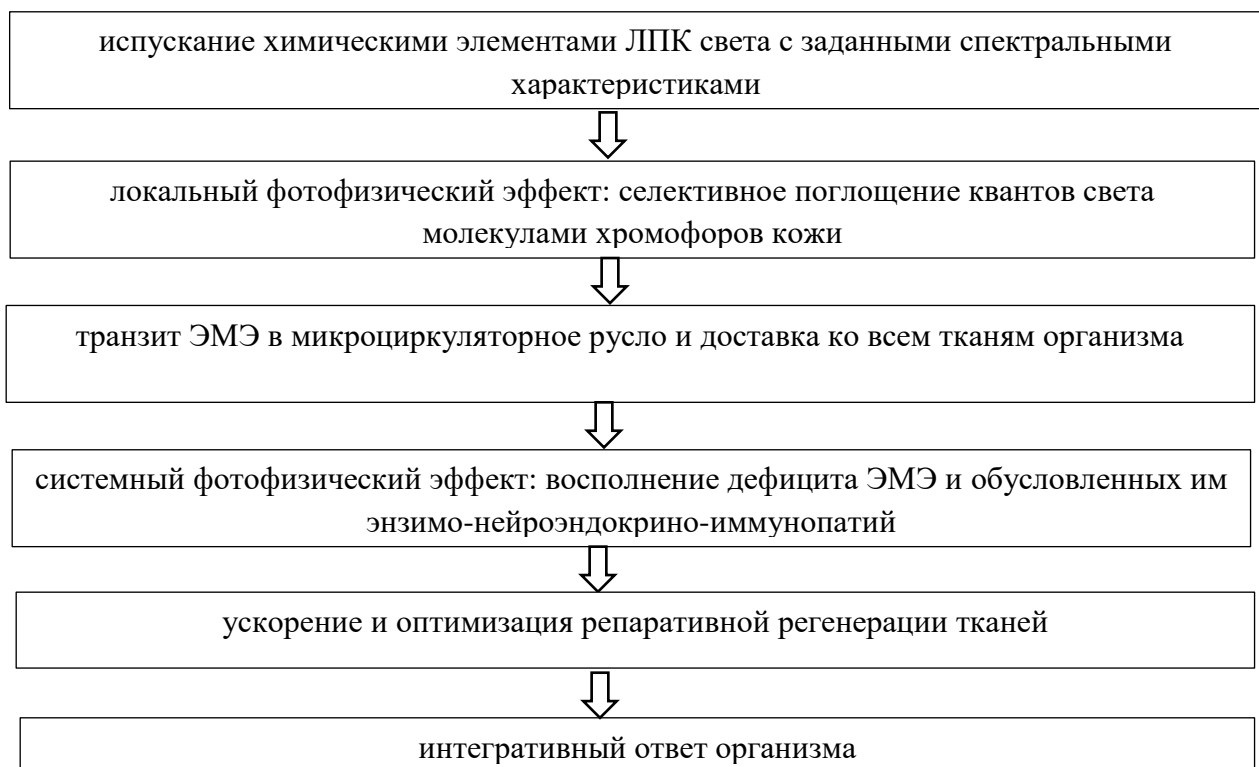 испускание химическими элементами ЛПК света с заданными спектральными
характеристиками
локальный фотофизический эффект: селективное поглощение квантов света
молекулами хромофоров кожи
транзит ЭМЭ в микроциркуляторное русло и доставка ко всем тканям организма
системный фотофизический эффект: восполнение дефицита ЭМЭ и обусловленных им
энзимо-нейроэндокрино-иммунопатий
ускорение и оптимизация репаративной регенерации тканей
интегративный ответ организма